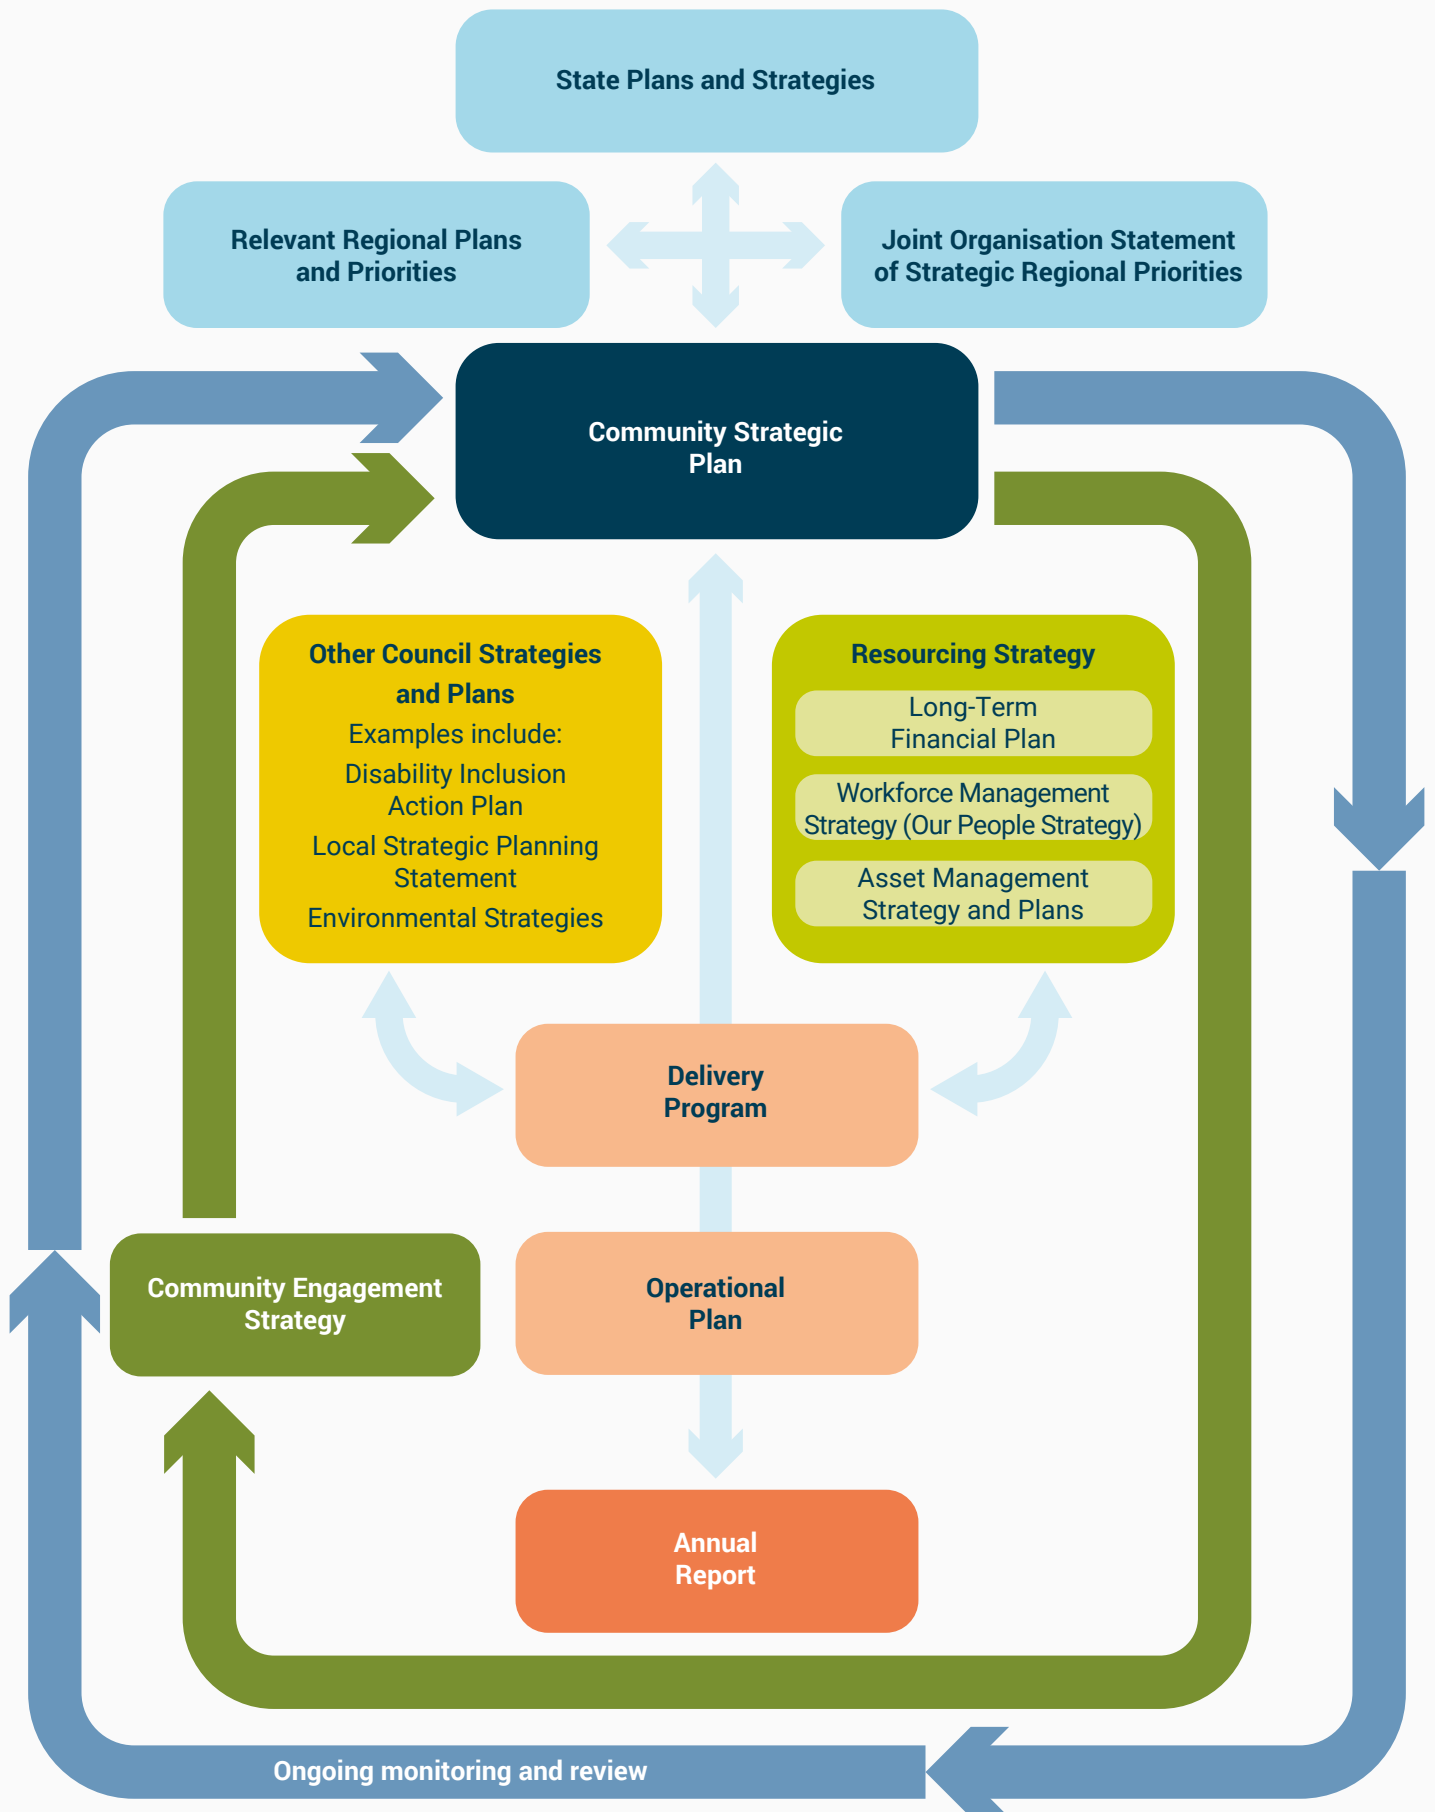 State Plans and Strategies
Relevant Regional Plans
and Priorities
Joint Organisation Statement
of Strategic Regional Priorities
Community Strategic
Plan
Other Council Strategies
and Plans
Examples include:
Disability Inclusion
Action Plan
Local Strategic Planning
Statement
Environmental Strategies
Resourcing Strategy
Long-Term
Financial Plan
Workforce Management
Strategy (Our People Strategy)
Asset Management
Strategy and Plans
Delivery
Program
Community Engagement
Strategy
Operational
Plan
Annual
Report
Ongoing monitoring and review